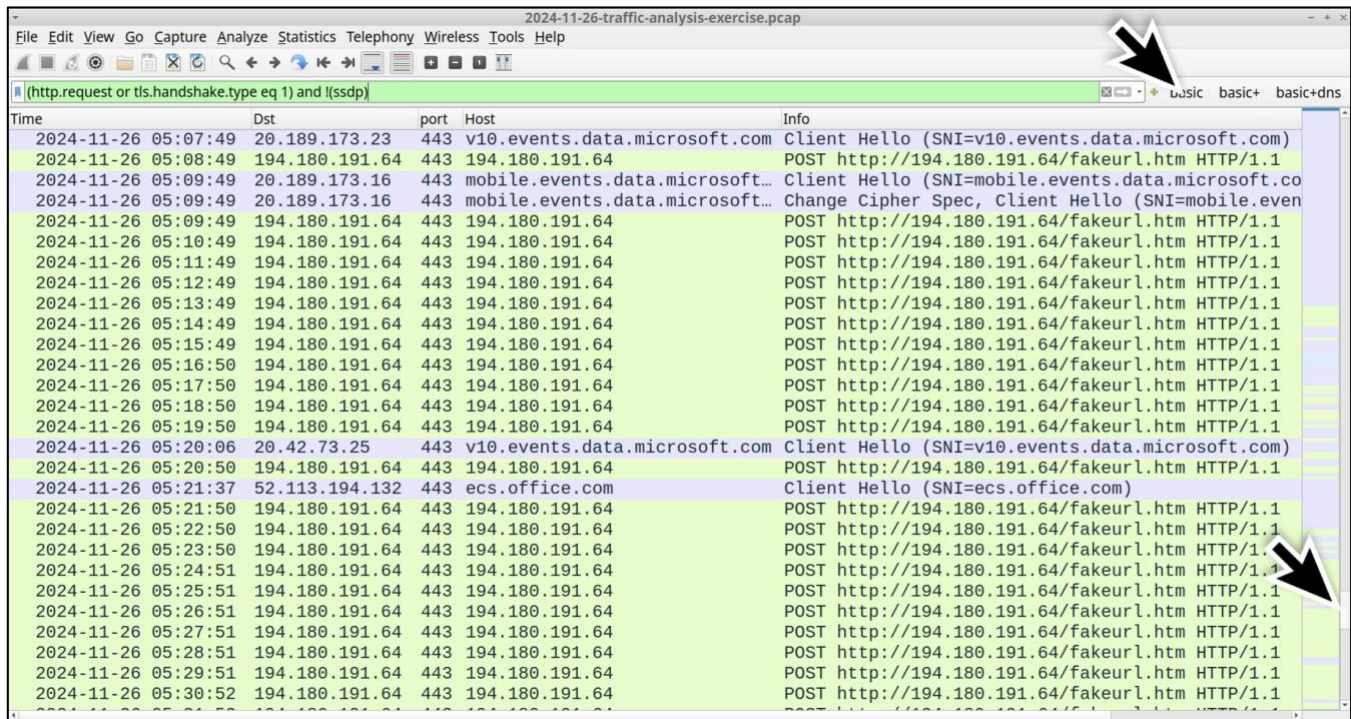 2024-11-26-traffic-analysis-exercise.pcap
File Edit View Go Capture Analyze Statistics Telephony Wireless Tools Help
(http.request or tls.handshake.type eq 1) and !(ssdp) + basic basic+ basic+dns
Time Dst port Host Info
2024-11-26 05:07:49 20.189.173.23 443 v10.events.data.microsoft.com Client Hello (SNI=v10.events.data.microsoft.com)
2024-11-26 05:08:49 194.180.191.64 443 194.180.191.64 POST http://194.180.191.64/fakeurl.htm HTTP/1.1
2024-11-26 05:09:49 20.189.173.16 443 mobile.events.data.microsoft… Client Hello (SNI=mobile.events.data.microsoft.co
2024-11-26 05:09:49 20.189.173.16 443 mobile.events.data.microsoft… Change Cipher Spec, Client Hello (SNI=mobile.even
2024-11-26 05:09:49 194.180.191.64 443 194.180.191.64 POST http://194.180.191.64/fakeurl.htm HTTP/1.1
2024-11-26 05:10:49 194.180.191.64 443 194.180.191.64 POST http://194.180.191.64/fakeurl.htm HTTP/1.1
2024-11-26 05:11:49 194.180.191.64 443 194.180.191.64 POST http://194.180.191.64/fakeurl.htm HTTP/1.1
2024-11-26 05:12:49 194.180.191.64 443 194.180.191.64 POST http://194.180.191.64/fakeurl.htm HTTP/1.1
2024-11-26 05:13:49 194.180.191.64 443 194.180.191.64 POST http://194.180.191.64/fakeurl.htm HTTP/1.1
2024-11-26 05:14:49 194.180.191.64 443 194.180.191.64 POST http://194.180.191.64/fakeurl.htm HTTP/1.1
2024-11-26 05:15:49 194.180.191.64 443 194.180.191.64 POST http://194.180.191.64/fakeurl.htm HTTP/1.1
2024-11-26 05:16:50 194.180.191.64 443 194.180.191.64 POST http://194.180.191.64/fakeurl.htm HTTP/1.1
2024-11-26 05:17:50 194.180.191.64 443 194.180.191.64 POST http://194.180.191.64/fakeurl.htm HTTP/1.1
2024-11-26 05:18:50 194.180.191.64 443 194.180.191.64 POST http://194.180.191.64/fakeurl.htm HTTP/1.1
2024-11-26 05:19:50 194.180.191.64 443 194.180.191.64 POST http://194.180.191.64/fakeurl.htm HTTP/1.1
2024-11-26 05:20:06 20.42.73.25 443 v10.events.data.microsoft.com Client Hello (SNI=v10.events.data.microsoft.com)
2024-11-26 05:20:50 194.180.191.64 443 194.180.191.64 POST http://194.180.191.64/fakeurl.htm HTTP/1.1
2024-11-26 05:21:37 52.113.194.132 443 ecs.office.com Client Hello (SNI=ecs.office.com)
2024-11-26 05:21:50 194.180.191.64 443 194.180.191.64 POST http://194.180.191.64/fakeurl.htm HTTP/1.1
2024-11-26 05:22:50 194.180.191.64 443 194.180.191.64 POST http://194.180.191.64/fakeurl.htm HTTP/1.1
2024-11-26 05:23:50 194.180.191.64 443 194.180.191.64 POST http://194.180.191.64/fakeurl.htm HTTP/1.1
2024-11-26 05:24:51 194.180.191.64 443 194.180.191.64 POST http://194.180.191.64/fakeurl.htm HTTP/1.1
2024-11-26 05:25:51 194.180.191.64 443 194.180.191.64 POST http://194.180.191.64/fakeurl.htm HTTP/1.1
2024-11-26 05:26:51 194.180.191.64 443 194.180.191.64 POST http://194.180.191.64/fakeurl.htm HTTP/1.1
2024-11-26 05:27:51 194.180.191.64 443 194.180.191.64 POST http://194.180.191.64/fakeurl.htm HTTP/1.1
2024-11-26 05:28:51 194.180.191.64 443 194.180.191.64 POST http://194.180.191.64/fakeurl.htm HTTP/1.1
2024-11-26 05:29:51 194.180.191.64 443 194.180.191.64 POST http://194.180.191.64/fakeurl.htm HTTP/1.1
2024-11-26 05:30:52 194.180.191.64 443 194.180.191.64 POST http://194.180.191.64/fakeurl.htm HTTP/1.1